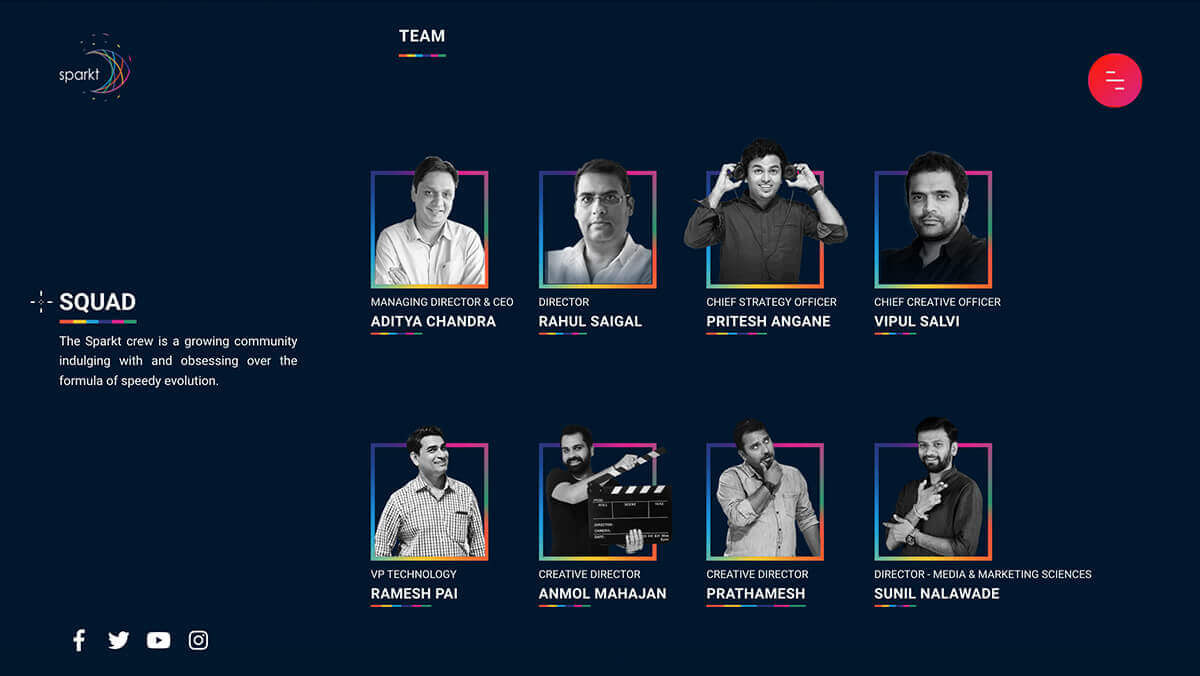 TEAM
sparkt
MANAGING DIRECTOR & CEO
ADITYA CHANDRA
DIRECTOR
RAHUL SAIGAL
CHIEF STRATEGY OFFICER
PRITESH ANGANE
CHIEF CREATIVE OFFICER
VIPUL SALVI
SQUAD
The Sparkt crew is a growing community
indulging with and obsessing over the
formula of speedy evolution.
VP TECHNOLOGY
RAMESH PAI
CREATIVE DIRECTOR
ANMOL MAHAJAN
CREATIVE DIRECTOR
PRATHAMESH
DIRECTOR - MEDIA & MARKETING SCIENCES
SUNIL NALAWADE